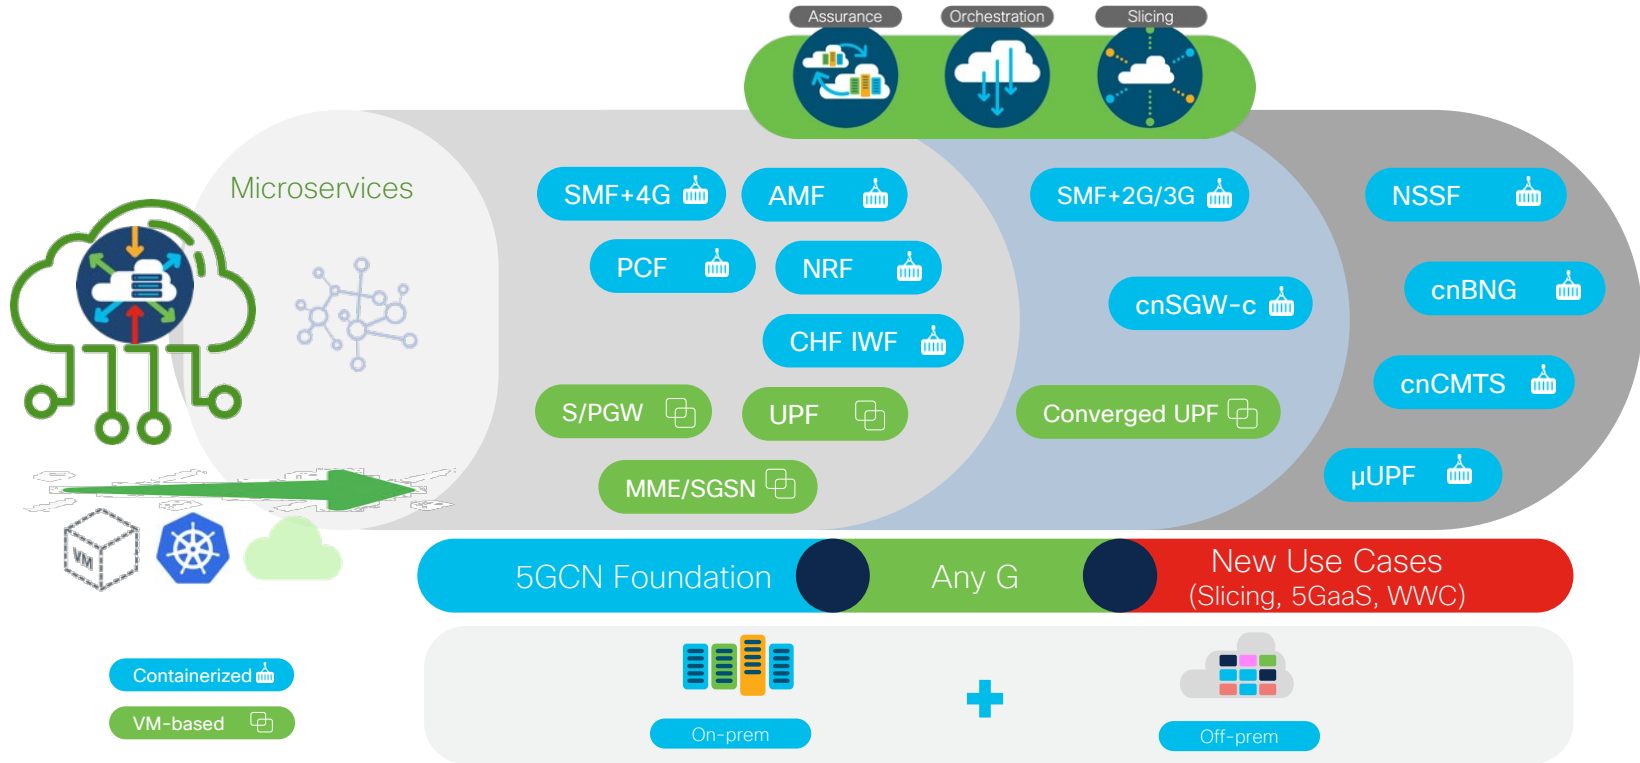 Assurance
Orchestration
Slicing
Microservices
SMF+4G
AMF
SMF+2G/3G
NSSF
PCF
NRF
cnBNG
cnSGW-c
CHF IWF
cnCMTS
S/PGW
UPF
Converged UPF
MME/SGSN
µUPF
VM
5GCN Foundation
Any G
New Use Cases
(Slicing, 5GaaS, WWC)
Containerized
VM-based
On-prem
Off-prem